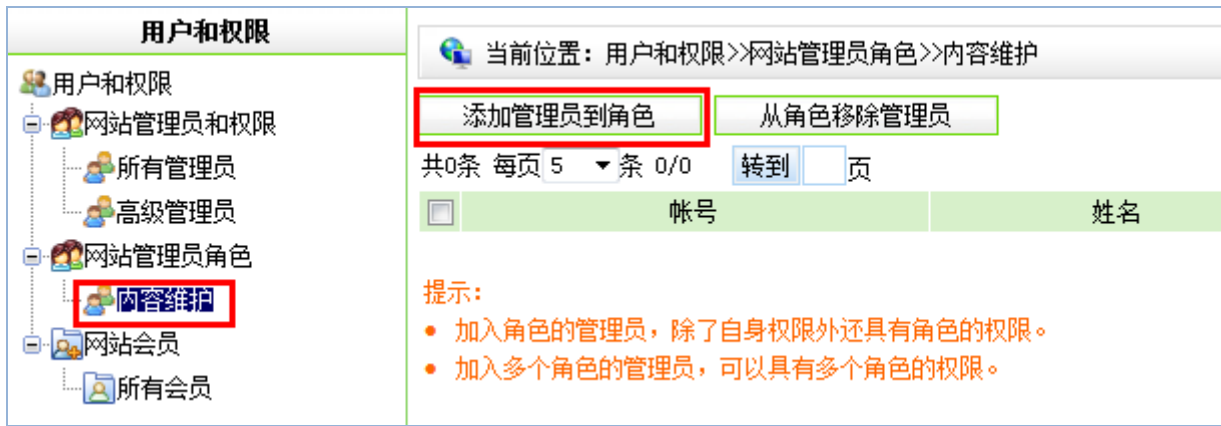 用户和权限
用户和权限
网站管理员和权限
所有管理员
高级管理员
网站管理员角色
内容维护
网站会员
所有会员
当前位置：用户和权限>>网站管理员角色>>内容维护
添加管理员到角色 从角色移除管理员
共0条 每页 5 条 0/0 转到 页
帐号 姓名
提示：
• 加入角色的管理员，除了自身权限外还具有角色的权限。
• 加入多个角色的管理员，可以具有多个角色的权限。